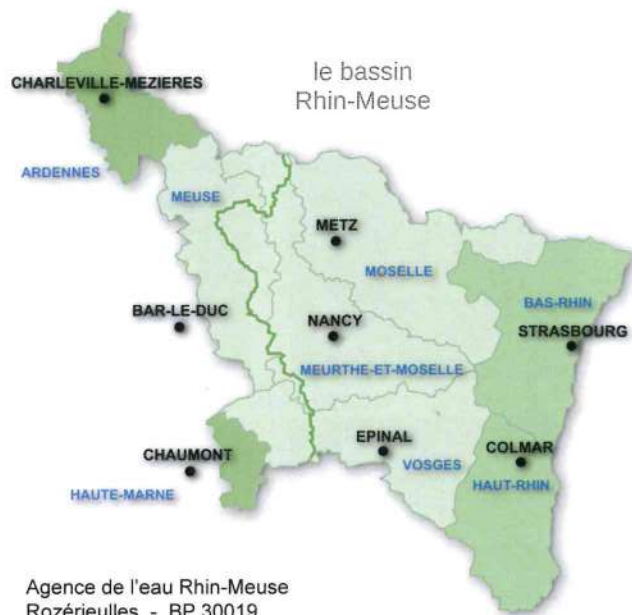 CHARLEVILLE-MEZIERES
le bassin
Rhin-Meuse
ARDENNES
MEUSE
METZ
MOSELLE
BAS-RHIN
BAR-LE-DUC
NANCY
STRASBOURG
MEURTHE-ET-MOSELLE
CHAUMONT
EPINAL
COLMAR
VOSGES
HAUTE-MARNE
HAUT-RHIN
Agence de l'eau Rhin-Meuse
Rozérieulles - BP 30019